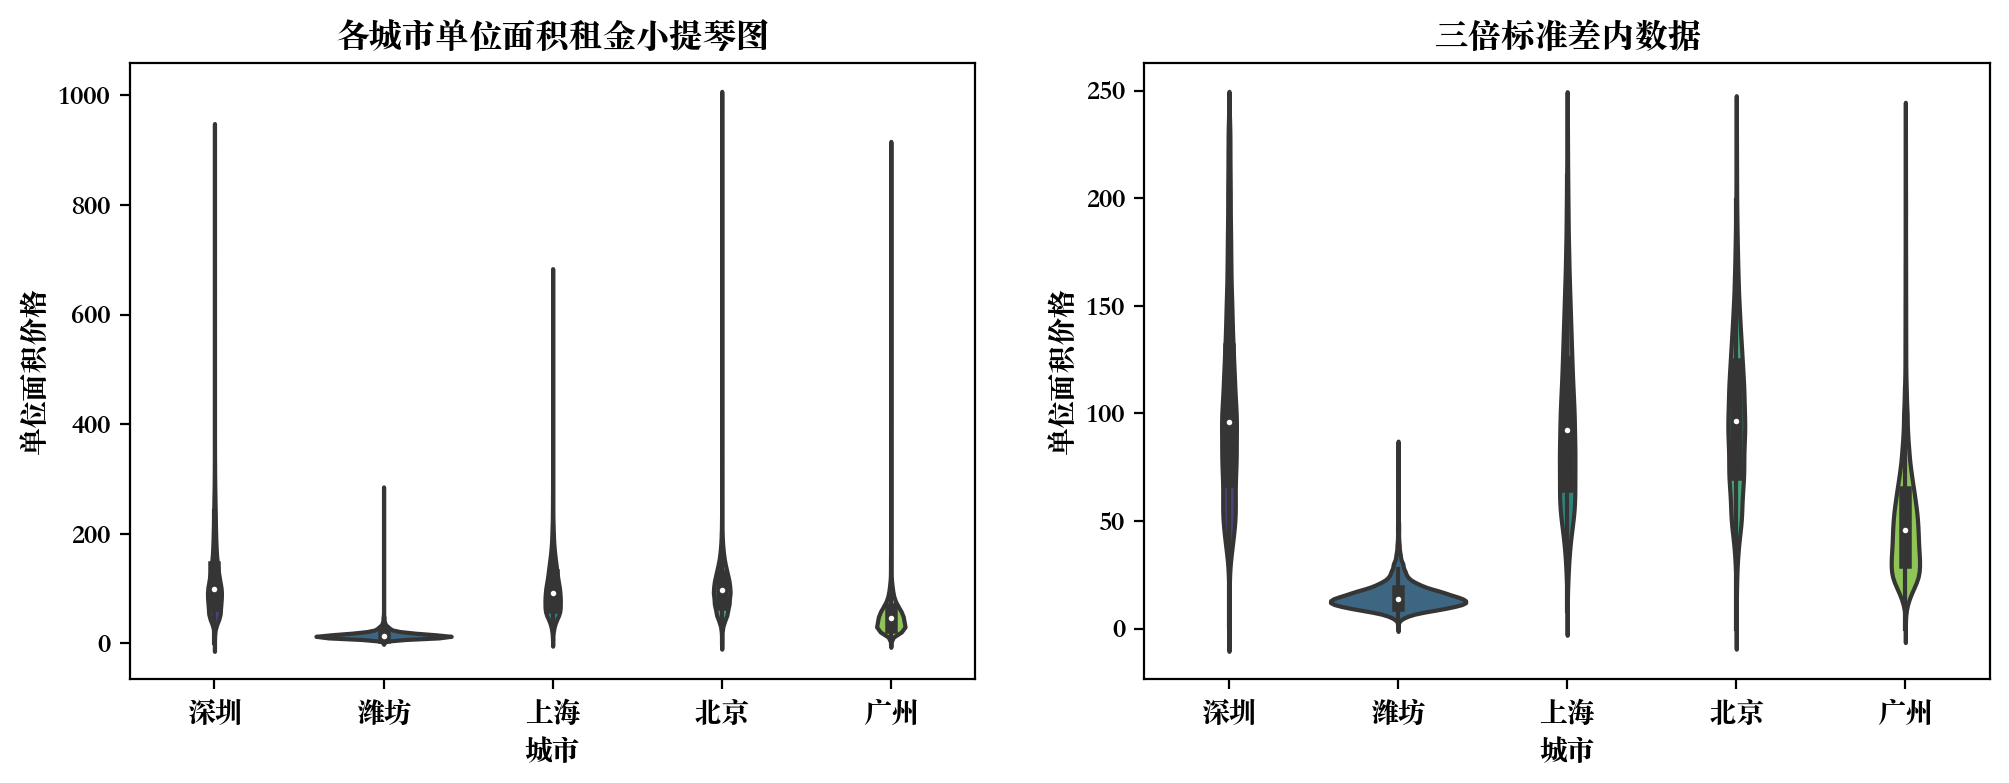 各城市单位面积租金小提琴图
单位面积价格
1000
800
600
400
200
0
深圳
潍坊
上海
北京
广州
城市
三倍标准差内数据
单位面积价格
250
200
150
100
50
0
深圳
潍坊
上海
北京
广州
城市